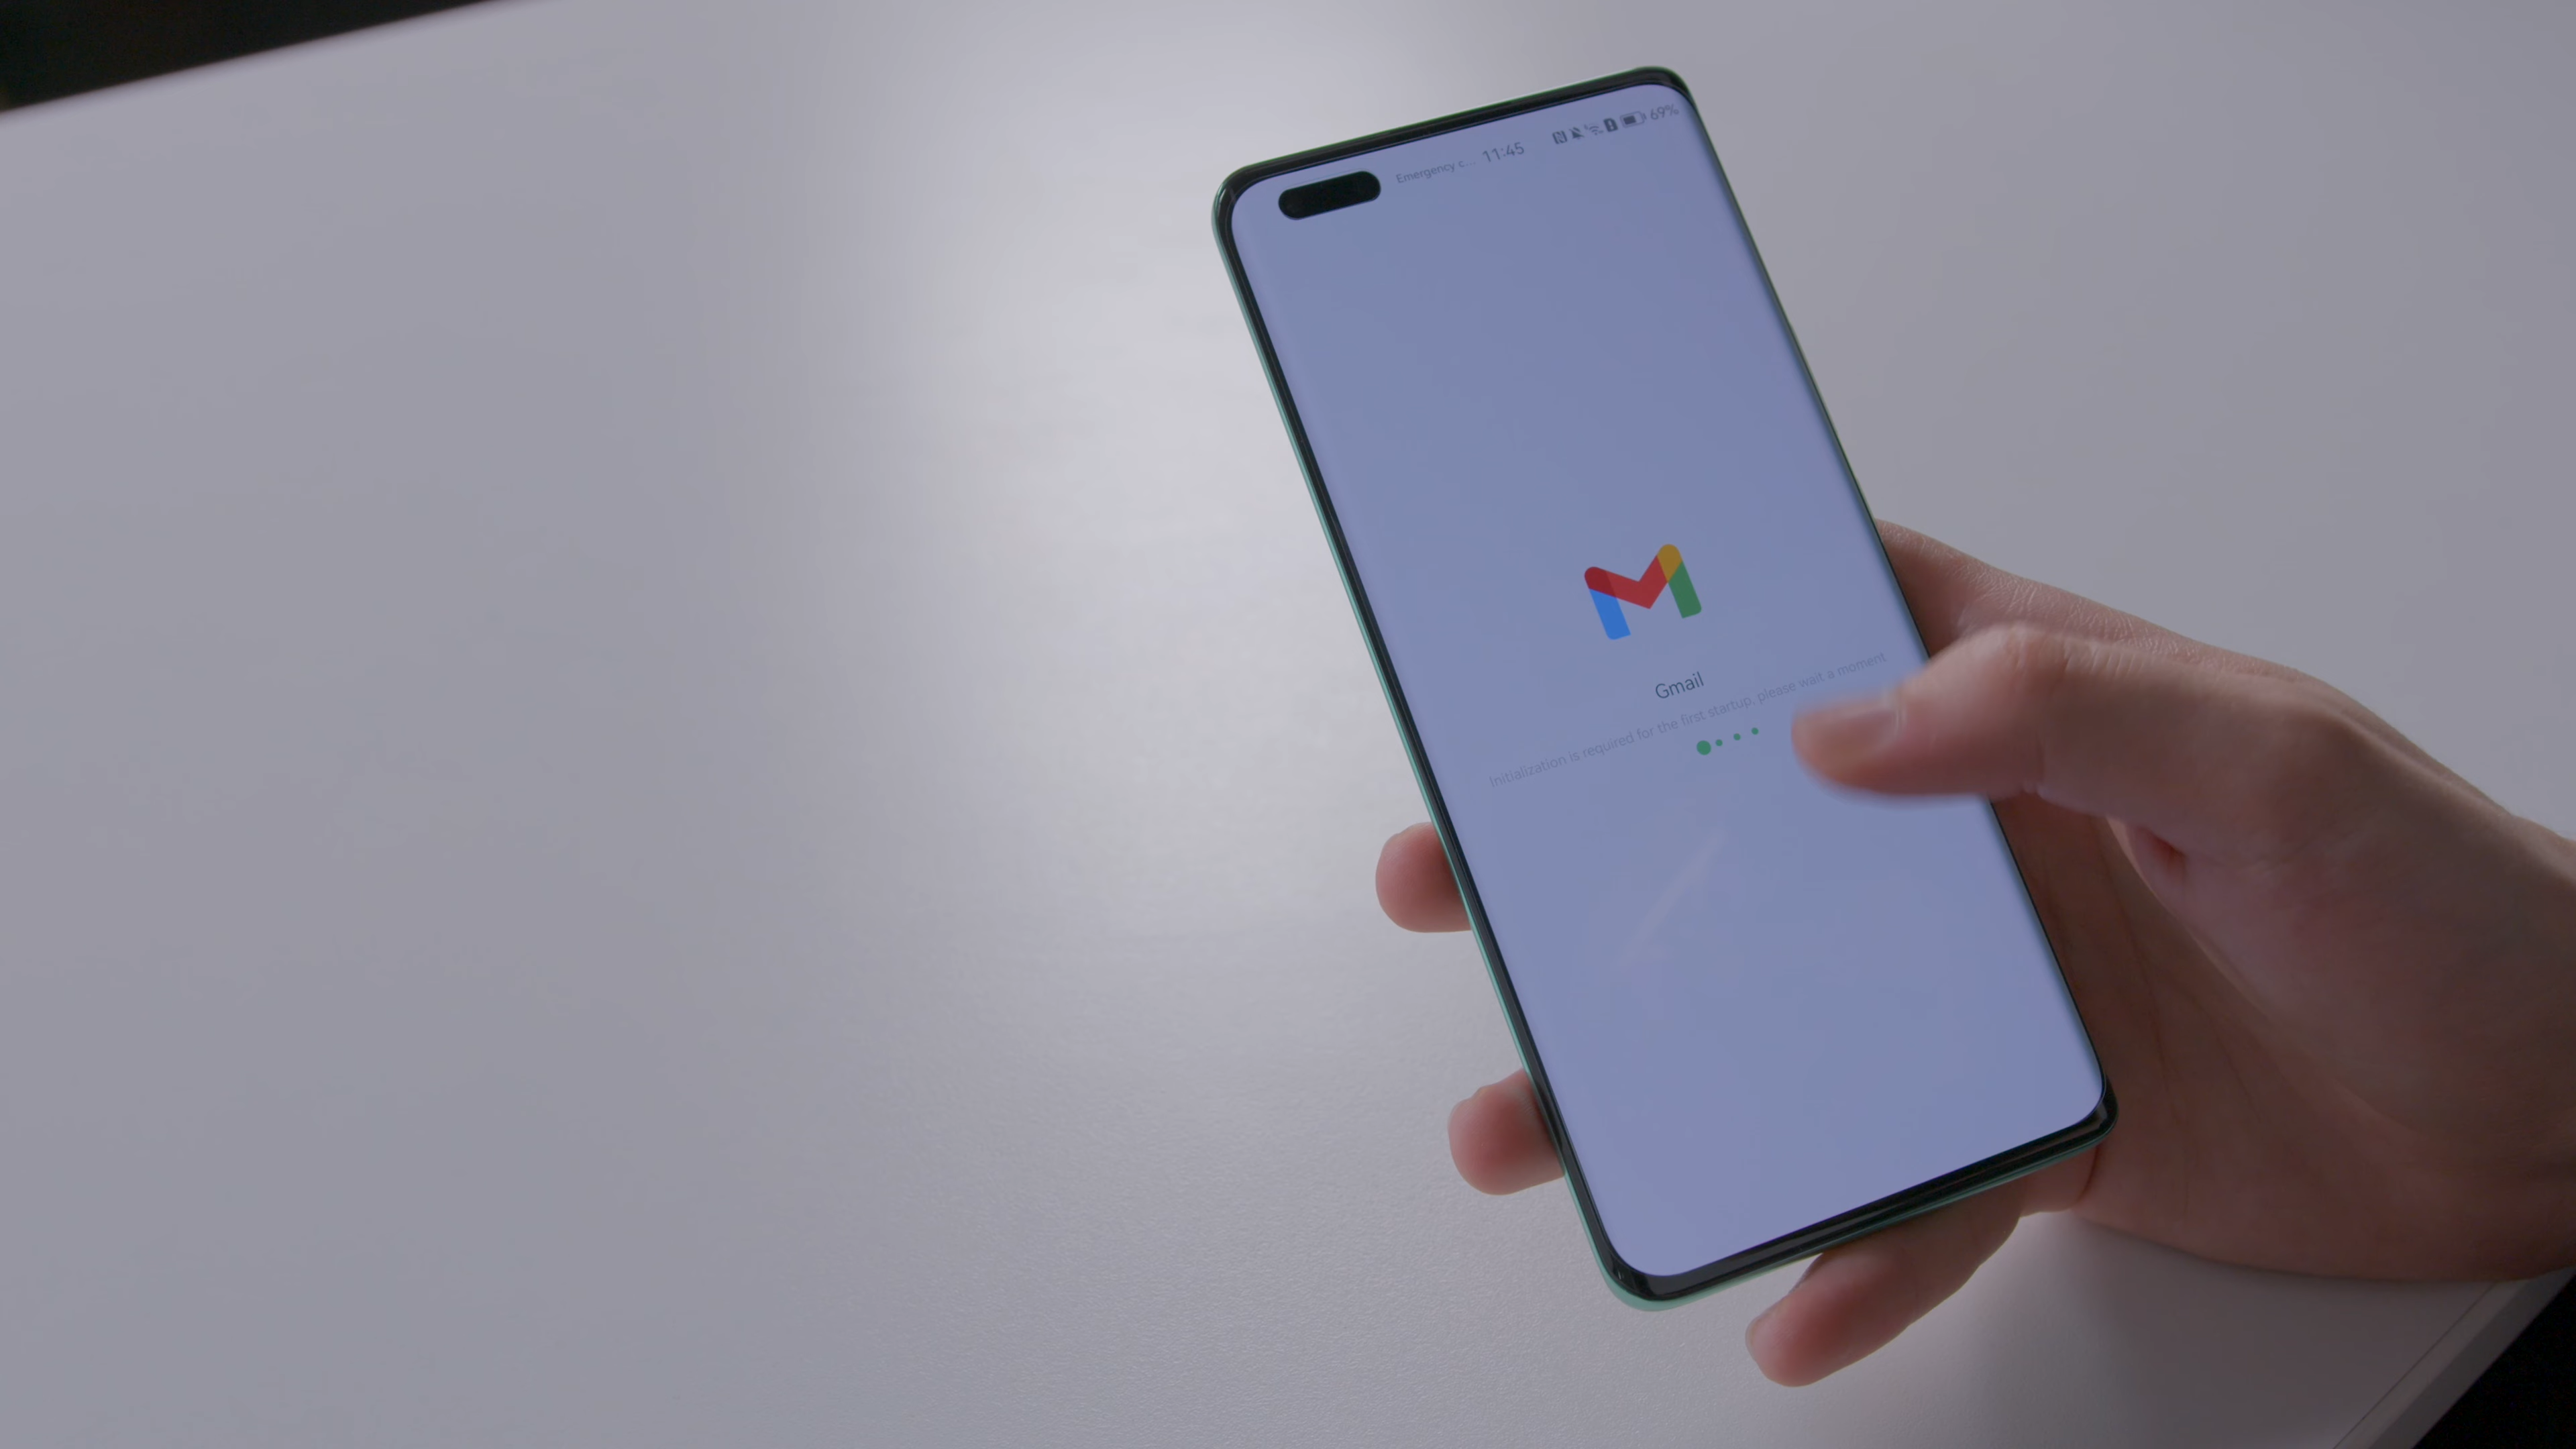 Emergency c... 11:45 69%
Gmail
Initialization is required for the first startup, please wait a moment